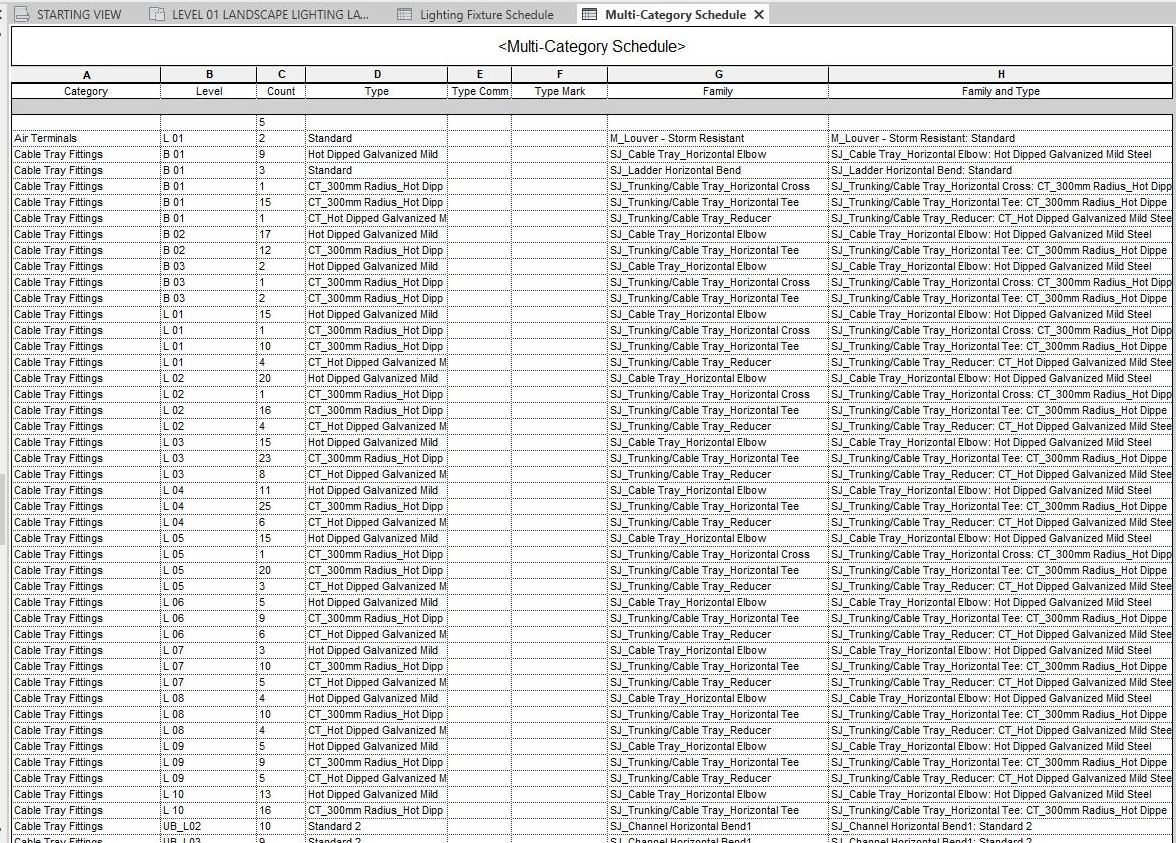 STARTING VIEW LEVEL 01 LANDSCAPE LIGHTING LA... Lighting Fixture Schedule Multi-Category Schedule
<Multi-Category Schedule>
A B C D E F G H
Category Level Count Type Type Comm Type Mark Family Family and Type
5
Air Terminals L 01 2 Standard M_Louver - Storm Resistant M_Louver - Storm Resistant: Standard
Cable Tray Fittings B 01 9 Hot Dipped Galvanized Mild SJ_Cable Tray_Horizontal Elbow SJ_Cable Tray_Horizontal Elbow: Hot Dipped Galvanized Mild Steel
Cable Tray Fittings B 01 3 Standard SJ_Ladder Horizontal Bend SJ_Ladder Horizontal Bend: Standard
Cable Tray Fittings B 01 1 CT_300mm Radius_Hot Dipp SJ_Trunking/Cable Tray_Horizontal Cross SJ_Trunking/Cable Tray_Horizontal Cross: CT_300mm Radius_Hot Dipp
Cable Tray Fittings B 01 15 CT_300mm Radius_Hot Dipp SJ_Trunking/Cable Tray_Horizontal Tee SJ_Trunking/Cable Tray_Horizontal Tee: CT_300mm Radius_Hot Dippe
Cable Tray Fittings B 01 1 CT_Hot Dipped Galvanized M SJ_Trunking/Cable Tray_Reducer SJ_Trunking/Cable Tray_Reducer: CT_Hot Dipped Galvanized Mild Stee
Cable Tray Fittings B 02 17 Hot Dipped Galvanized Mild SJ_Cable Tray_Horizontal Elbow SJ_Cable Tray_Horizontal Elbow: Hot Dipped Galvanized Mild Steel
Cable Tray Fittings B 02 12 CT_300mm Radius_Hot Dipp SJ_Trunking/Cable Tray_Horizontal Tee SJ_Trunking/Cable Tray_Horizontal Tee: CT_300mm Radius_Hot Dippe
Cable Tray Fittings B 03 2 Hot Dipped Galvanized Mild SJ_Cable Tray_Horizontal Elbow SJ_Cable Tray_Horizontal Elbow: Hot Dipped Galvanized Mild Steel
Cable Tray Fittings B 03 1 CT_300mm Radius_Hot Dipp SJ_Trunking/Cable Tray_Horizontal Cross SJ_Trunking/Cable Tray_Horizontal Cross: CT_300mm Radius_Hot Dipp
Cable Tray Fittings B 03 2 CT_300mm Radius_Hot Dipp SJ_Trunking/Cable Tray_Horizontal Tee SJ_Trunking/Cable Tray_Horizontal Tee: CT_300mm Radius_Hot Dippe
Cable Tray Fittings L 01 15 Hot Dipped Galvanized Mild SJ_Cable Tray_Horizontal Elbow SJ_Cable Tray_Horizontal Elbow: Hot Dipped Galvanized Mild Steel
Cable Tray Fittings L 01 1 CT_300mm Radius_Hot Dipp SJ_Trunking/Cable Tray_Horizontal Cross SJ_Trunking/Cable Tray_Horizontal Cross: CT_300mm Radius_Hot Dipp
Cable Tray Fittings L 01 10 CT_300mm Radius_Hot Dipp SJ_Trunking/Cable Tray_Horizontal Tee SJ_Trunking/Cable Tray_Horizontal Tee: CT_300mm Radius_Hot Dippe
Cable Tray Fittings L 01 4 CT_Hot Dipped Galvanized M SJ_Trunking/Cable Tray_Reducer SJ_Trunking/Cable Tray_Reducer: CT_Hot Dipped Galvanized Mild Stee
Cable Tray Fittings L 02 20 Hot Dipped Galvanized Mild SJ_Cable Tray_Horizontal Elbow SJ_Cable Tray_Horizontal Elbow: Hot Dipped Galvanized Mild Steel
Cable Tray Fittings L 02 1 CT_300mm Radius_Hot Dipp SJ_Trunking/Cable Tray_Horizontal Cross SJ_Trunking/Cable Tray_Horizontal Cross: CT_300mm Radius_Hot Dipp
Cable Tray Fittings L 02 16 CT_300mm Radius_Hot Dipp SJ_Trunking/Cable Tray_Horizontal Tee SJ_Trunking/Cable Tray_Horizontal Tee: CT_300mm Radius_Hot Dippe
Cable Tray Fittings L 02 4 CT_Hot Dipped Galvanized M SJ_Trunking/Cable Tray_Reducer SJ_Trunking/Cable Tray_Reducer: CT_Hot Dipped Galvanized Mild Stee
Cable Tray Fittings L 03 15 Hot Dipped Galvanized Mild SJ_Cable Tray_Horizontal Elbow SJ_Cable Tray_Horizontal Elbow: Hot Dipped Galvanized Mild Steel
Cable Tray Fittings L 03 23 CT_300mm Radius_Hot Dipp SJ_Trunking/Cable Tray_Horizontal Tee SJ_Trunking/Cable Tray_Horizontal Tee: CT_300mm Radius_Hot Dippe
Cable Tray Fittings L 03 8 CT_Hot Dipped Galvanized M SJ_Trunking/Cable Tray_Reducer SJ_Trunking/Cable Tray_Reducer: CT_Hot Dipped Galvanized Mild Stee
Cable Tray Fittings L 04 11 Hot Dipped Galvanized Mild SJ_Cable Tray_Horizontal Elbow SJ_Cable Tray_Horizontal Elbow: Hot Dipped Galvanized Mild Steel
Cable Tray Fittings L 04 25 CT_300mm Radius_Hot Dipp SJ_Trunking/Cable Tray_Horizontal Tee SJ_Trunking/Cable Tray_Horizontal Tee: CT_300mm Radius_Hot Dippe
Cable Tray Fittings L 04 6 CT_Hot Dipped Galvanized M SJ_Trunking/Cable Tray_Reducer SJ_Trunking/Cable Tray_Reducer: CT_Hot Dipped Galvanized Mild Stee
Cable Tray Fittings L 05 15 Hot Dipped Galvanized Mild SJ_Cable Tray_Horizontal Elbow SJ_Cable Tray_Horizontal Elbow: Hot Dipped Galvanized Mild Steel
Cable Tray Fittings L 05 1 CT_300mm Radius_Hot Dipp SJ_Trunking/Cable Tray_Horizontal Cross SJ_Trunking/Cable Tray_Horizontal Cross: CT_300mm Radius_Hot Dipp
Cable Tray Fittings L 05 20 CT_300mm Radius_Hot Dipp SJ_Trunking/Cable Tray_Horizontal Tee SJ_Trunking/Cable Tray_Horizontal Tee: CT_300mm Radius_Hot Dippe
Cable Tray Fittings L 05 3 CT_Hot Dipped Galvanized M SJ_Trunking/Cable Tray_Reducer SJ_Trunking/Cable Tray_Reducer: CT_Hot Dipped Galvanized Mild Stee
Cable Tray Fittings L 06 5 Hot Dipped Galvanized Mild SJ_Cable Tray_Horizontal Elbow SJ_Cable Tray_Horizontal Elbow: Hot Dipped Galvanized Mild Steel
Cable Tray Fittings L 06 9 CT_300mm Radius_Hot Dipp SJ_Trunking/Cable Tray_Horizontal Tee SJ_Trunking/Cable Tray_Horizontal Tee: CT_300mm Radius_Hot Dippe
Cable Tray Fittings L 06 6 CT_Hot Dipped Galvanized M SJ_Trunking/Cable Tray_Reducer SJ_Trunking/Cable Tray_Reducer: CT_Hot Dipped Galvanized Mild Stee
Cable Tray Fittings L 07 3 Hot Dipped Galvanized Mild SJ_Cable Tray_Horizontal Elbow SJ_Cable Tray_Horizontal Elbow: Hot Dipped Galvanized Mild Steel
Cable Tray Fittings L 07 10 CT_300mm Radius_Hot Dipp SJ_Trunking/Cable Tray_Horizontal Tee SJ_Trunking/Cable Tray_Horizontal Tee: CT_300mm Radius_Hot Dippe
Cable Tray Fittings L 07 5 CT_Hot Dipped Galvanized M SJ_Trunking/Cable Tray_Reducer SJ_Trunking/Cable Tray_Reducer: CT_Hot Dipped Galvanized Mild Stee
Cable Tray Fittings L 08 4 Hot Dipped Galvanized Mild SJ_Cable Tray_Horizontal Elbow SJ_Cable Tray_Horizontal Elbow: Hot Dipped Galvanized Mild Steel
Cable Tray Fittings L 08 10 CT_300mm Radius_Hot Dipp SJ_Trunking/Cable Tray_Horizontal Tee SJ_Trunking/Cable Tray_Horizontal Tee: CT_300mm Radius_Hot Dippe
Cable Tray Fittings L 08 4 CT_Hot Dipped Galvanized M SJ_Trunking/Cable Tray_Reducer SJ_Trunking/Cable Tray_Reducer: CT_Hot Dipped Galvanized Mild Stee
Cable Tray Fittings L 09 5 Hot Dipped Galvanized Mild SJ_Cable Tray_Horizontal Elbow SJ_Cable Tray_Horizontal Elbow: Hot Dipped Galvanized Mild Steel
Cable Tray Fittings L 09 9 CT_300mm Radius_Hot Dipp SJ_Trunking/Cable Tray_Horizontal Tee SJ_Trunking/Cable Tray_Horizontal Tee: CT_300mm Radius_Hot Dippe
Cable Tray Fittings L 09 5 CT_Hot Dipped Galvanized M SJ_Trunking/Cable Tray_Reducer SJ_Trunking/Cable Tray_Reducer: CT_Hot Dipped Galvanized Mild Stee
Cable Tray Fittings L 10 13 Hot Dipped Galvanized Mild SJ_Cable Tray_Horizontal Elbow SJ_Cable Tray_Horizontal Elbow: Hot Dipped Galvanized Mild Steel
Cable Tray Fittings L 10 16 CT_300mm Radius_Hot Dipp SJ_Trunking/Cable Tray_Horizontal Tee SJ_Trunking/Cable Tray_Horizontal Tee: CT_300mm Radius_Hot Dippe
Cable Tray Fittings UB_L02 10 Standard 2 SJ_Channel Horizontal Bend1 SJ_Channel Horizontal Bend1: Standard 2
Cable Tray Fittings UB_L03 9 Standard 2 SJ_Channel Horizontal Bend1 SJ_Channel Horizontal Bend1: Standard 2